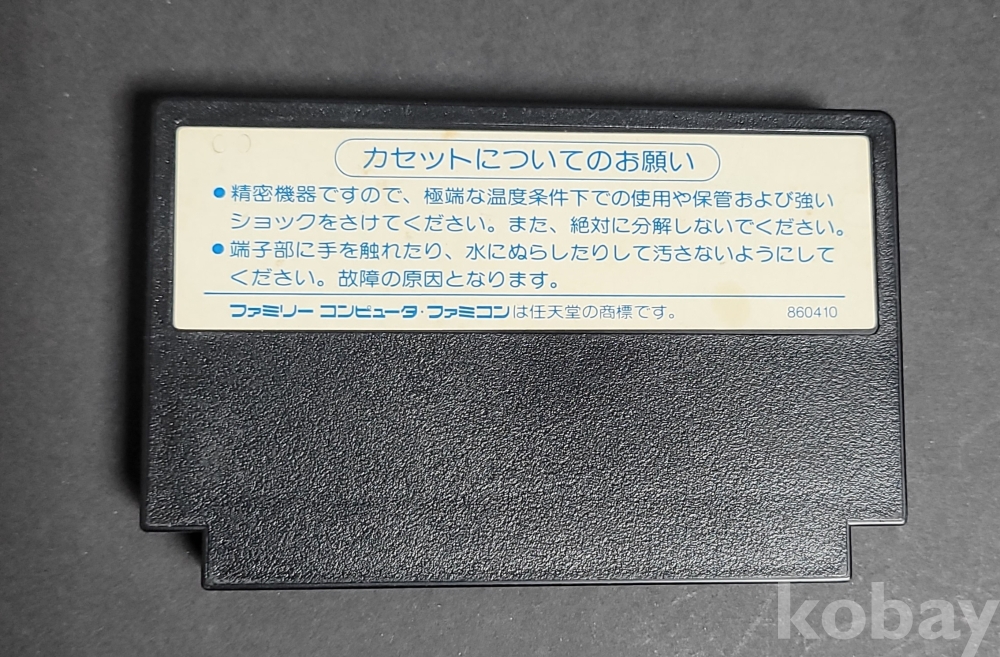 カセットについてのお願い
●精密機器ですので、極端な温度条件下での使用や保管および強い
ショックをさけてください。また、絶対に分解しないでください。
●端子部に手を触れたり、水にぬらしたりして汚さないようにして
ください。故障の原因となります。
ファミリー コンピュータ・ファミコンは任天堂の商標です。 860410
kobay